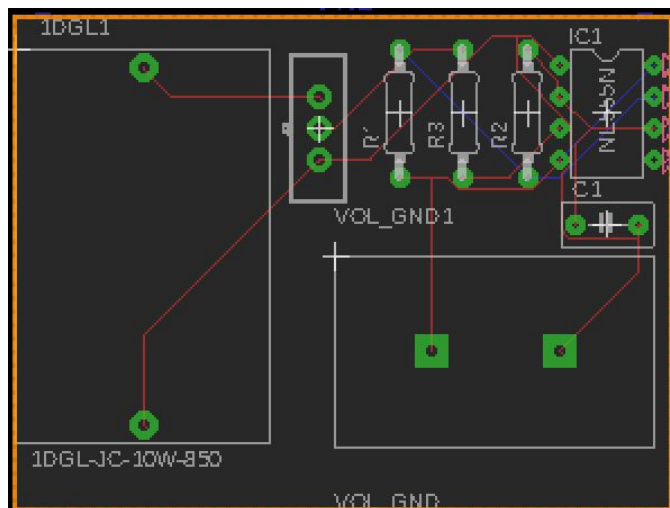 1DGL1
IC1
R3
R2
C1
VOL_GND1
1DGL-JC-10W-850
VOL_GND